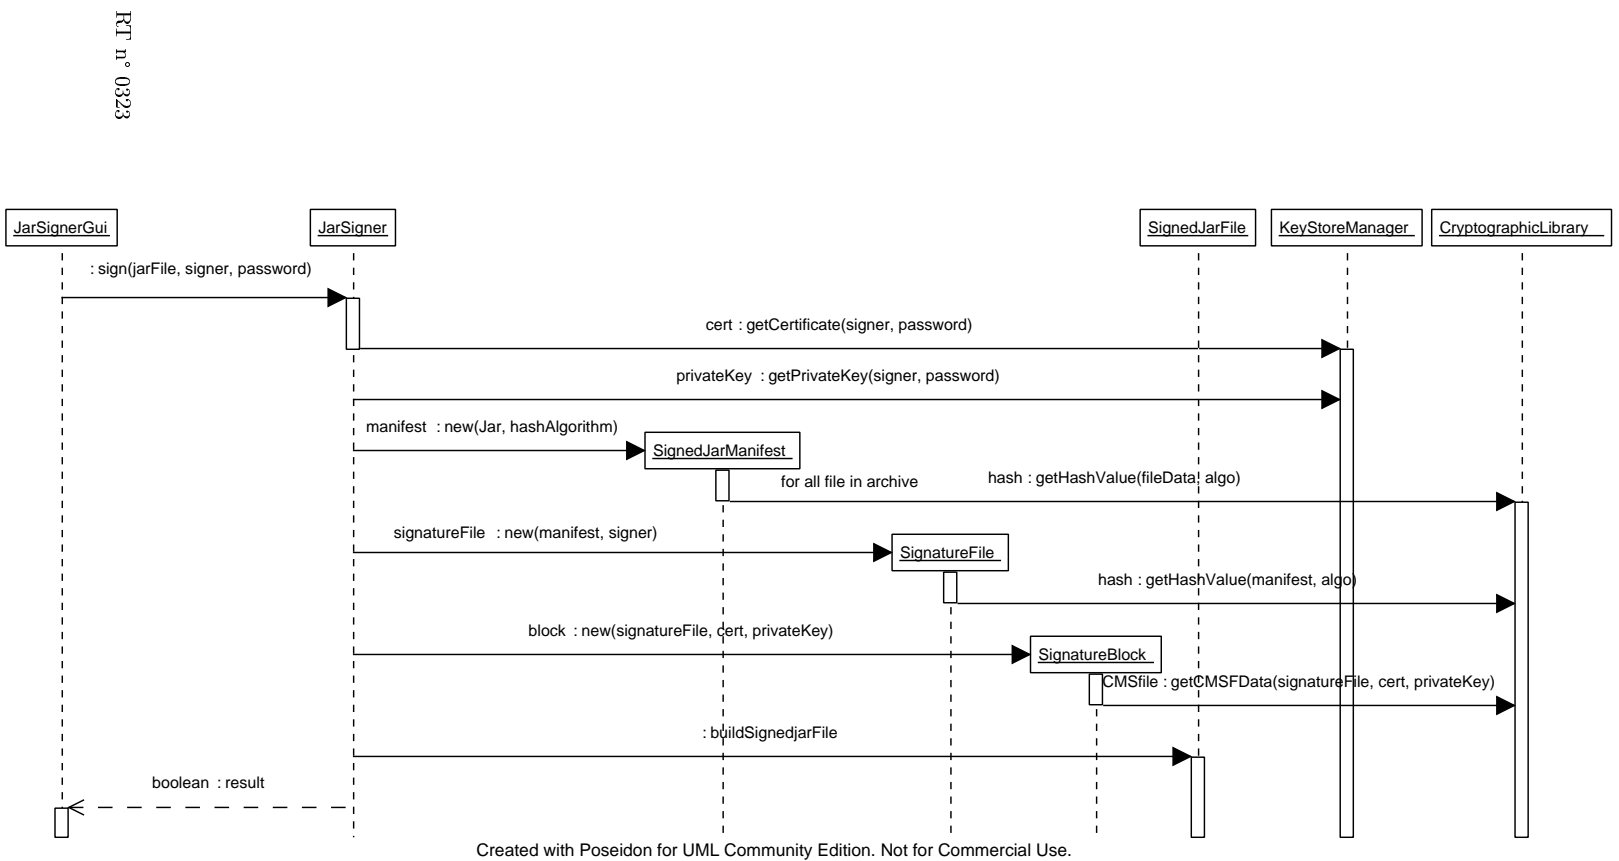 RT n° 0323
JarSignerGui
JarSigner
SignedJarFile
KeyStoreManager
CryptographicLibrary
: sign(jarFile, signer, password)
cert : getCertificate(signer, password)
privateKey : getPrivateKey(signer, password)
manifest : new(Jar, hashAlgorithm)
SignedJarManifest
for all file in archive
hash : getHashValue(fileData, algo)
signatureFile : new(manifest, signer)
SignatureFile
hash : getHashValue(manifest, algo)
block : new(signatureFile, cert, privateKey)
SignatureBlock
CMSfile : getCMSFData(signatureFile, cert, privateKey)
: buildSignedjarFile
boolean : result
Created with Poseidon for UML Community Edition. Not for Commercial Use.